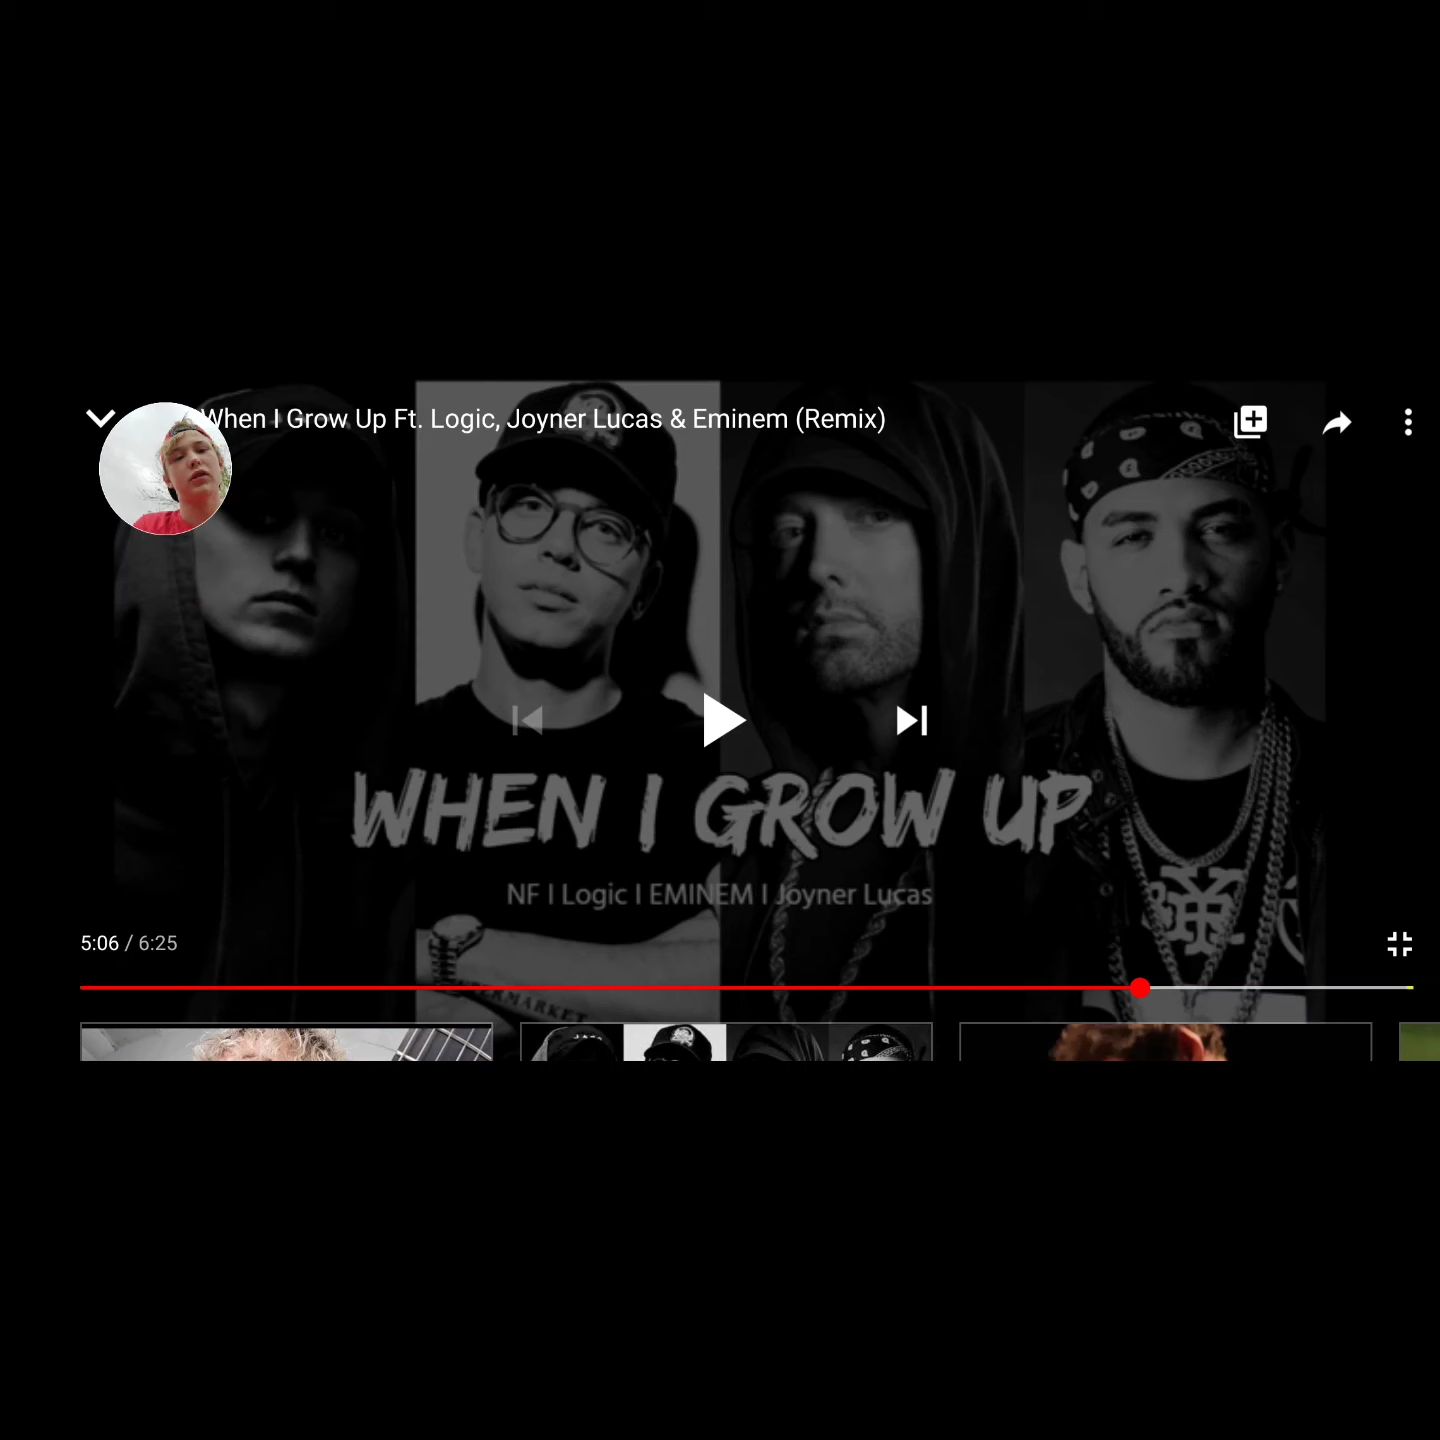 When I Grow Up Ft. Logic, Joyner Lucas & Eminem (Remix)
WHEN I GROW UP
NF I Logic I EMINEM I Joyner Lucas
5:06 / 6:25